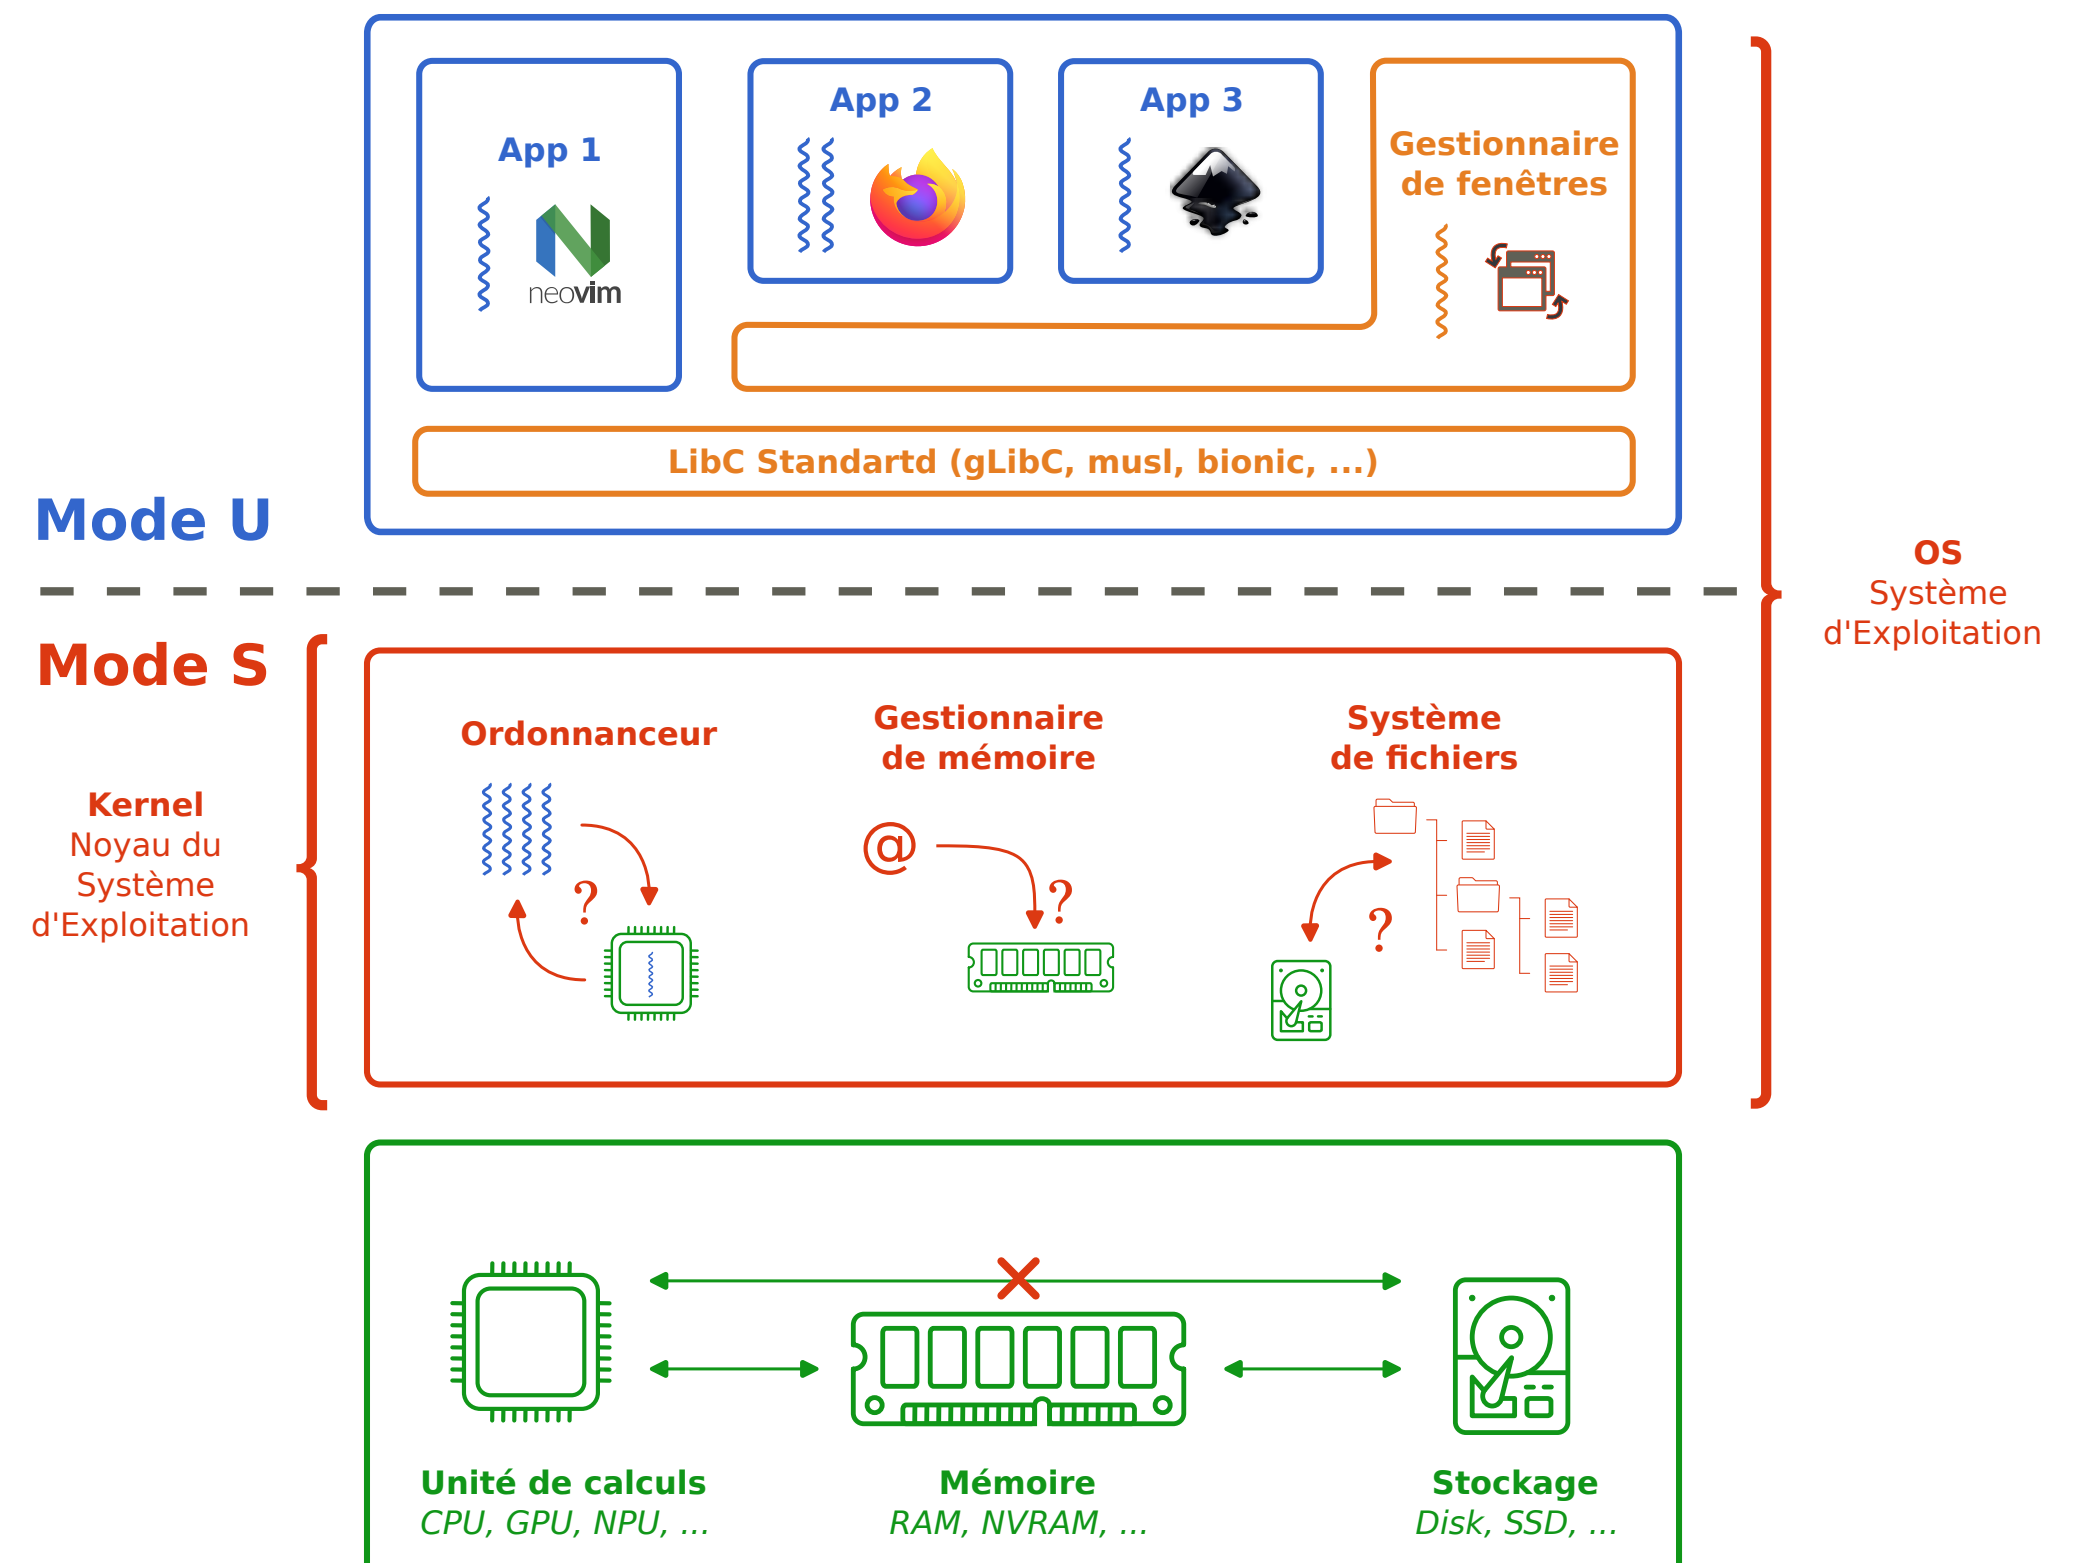 App 1
neovim
App 2
App 3
Gestionnaire
de fenêtres
LibC Standartd (gLibC, musl, bionic, ...)
Mode U
OS
Système
d'Exploitation
Mode S
Kernel
Noyau du
Système
d'Exploitation
Ordonnanceur
?
Gestionnaire
de mémoire
@
?
Système
de fichiers
?
Unité de calculs
CPU, GPU, NPU, ...
Mémoire
RAM, NVRAM, ...
Stockage
Disk, SSD, ...